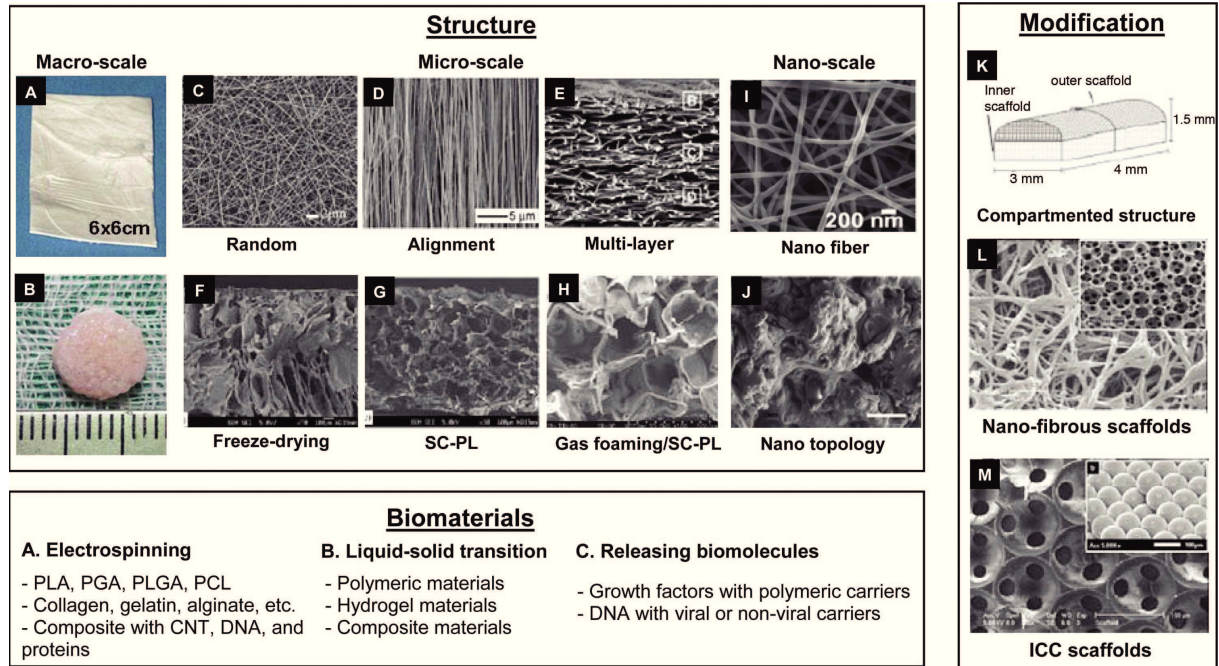 Structure
Macro-scale
Micro-scale
Nano-scale
A
6x6cm
C
Random
D
5 μm
Alignment
E
B
C
D
Multi-layer
I
200 nm
Nano fiber
B
F
Freeze-drying
G
SC-PL
H
Gas foaming/SC-PL
J
Nano topology
Biomaterials
A. Electrospinning
- PLA, PGA, PLGA, PCL
- Collagen, gelatin, alginate, etc.
- Composite with CNT, DNA, and
proteins
B. Liquid-solid transition
- Polymeric materials
- Hydrogel materials
- Composite materials
C. Releasing biomolecules
- Growth factors with polymeric carriers
- DNA with viral or non-viral carriers
Modification
K
outer scaffold
Inner
scaffold
1.5 mm
3 mm
4 mm
Compartmented structure
L
Nano-fibrous scaffolds
M
b
ICC scaffolds